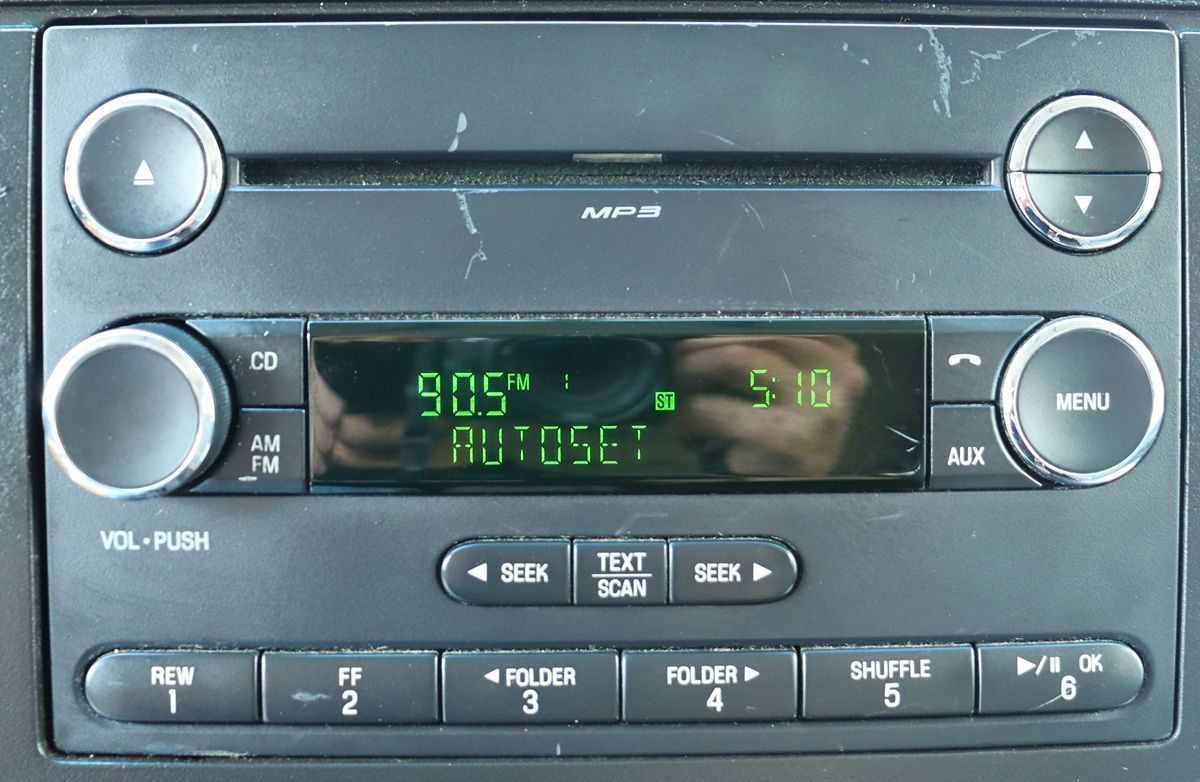 MP3
CD
90.5 FM 1 ST 5:10
AUTOSET
AM
FM
MENU
AUX
VOL • PUSH
◀ SEEK
TEXT
SCAN
SEEK ▶
REW
1
FF
2
◀ FOLDER
3
FOLDER ▶
4
SHUFFLE
5
▶/II OK
6